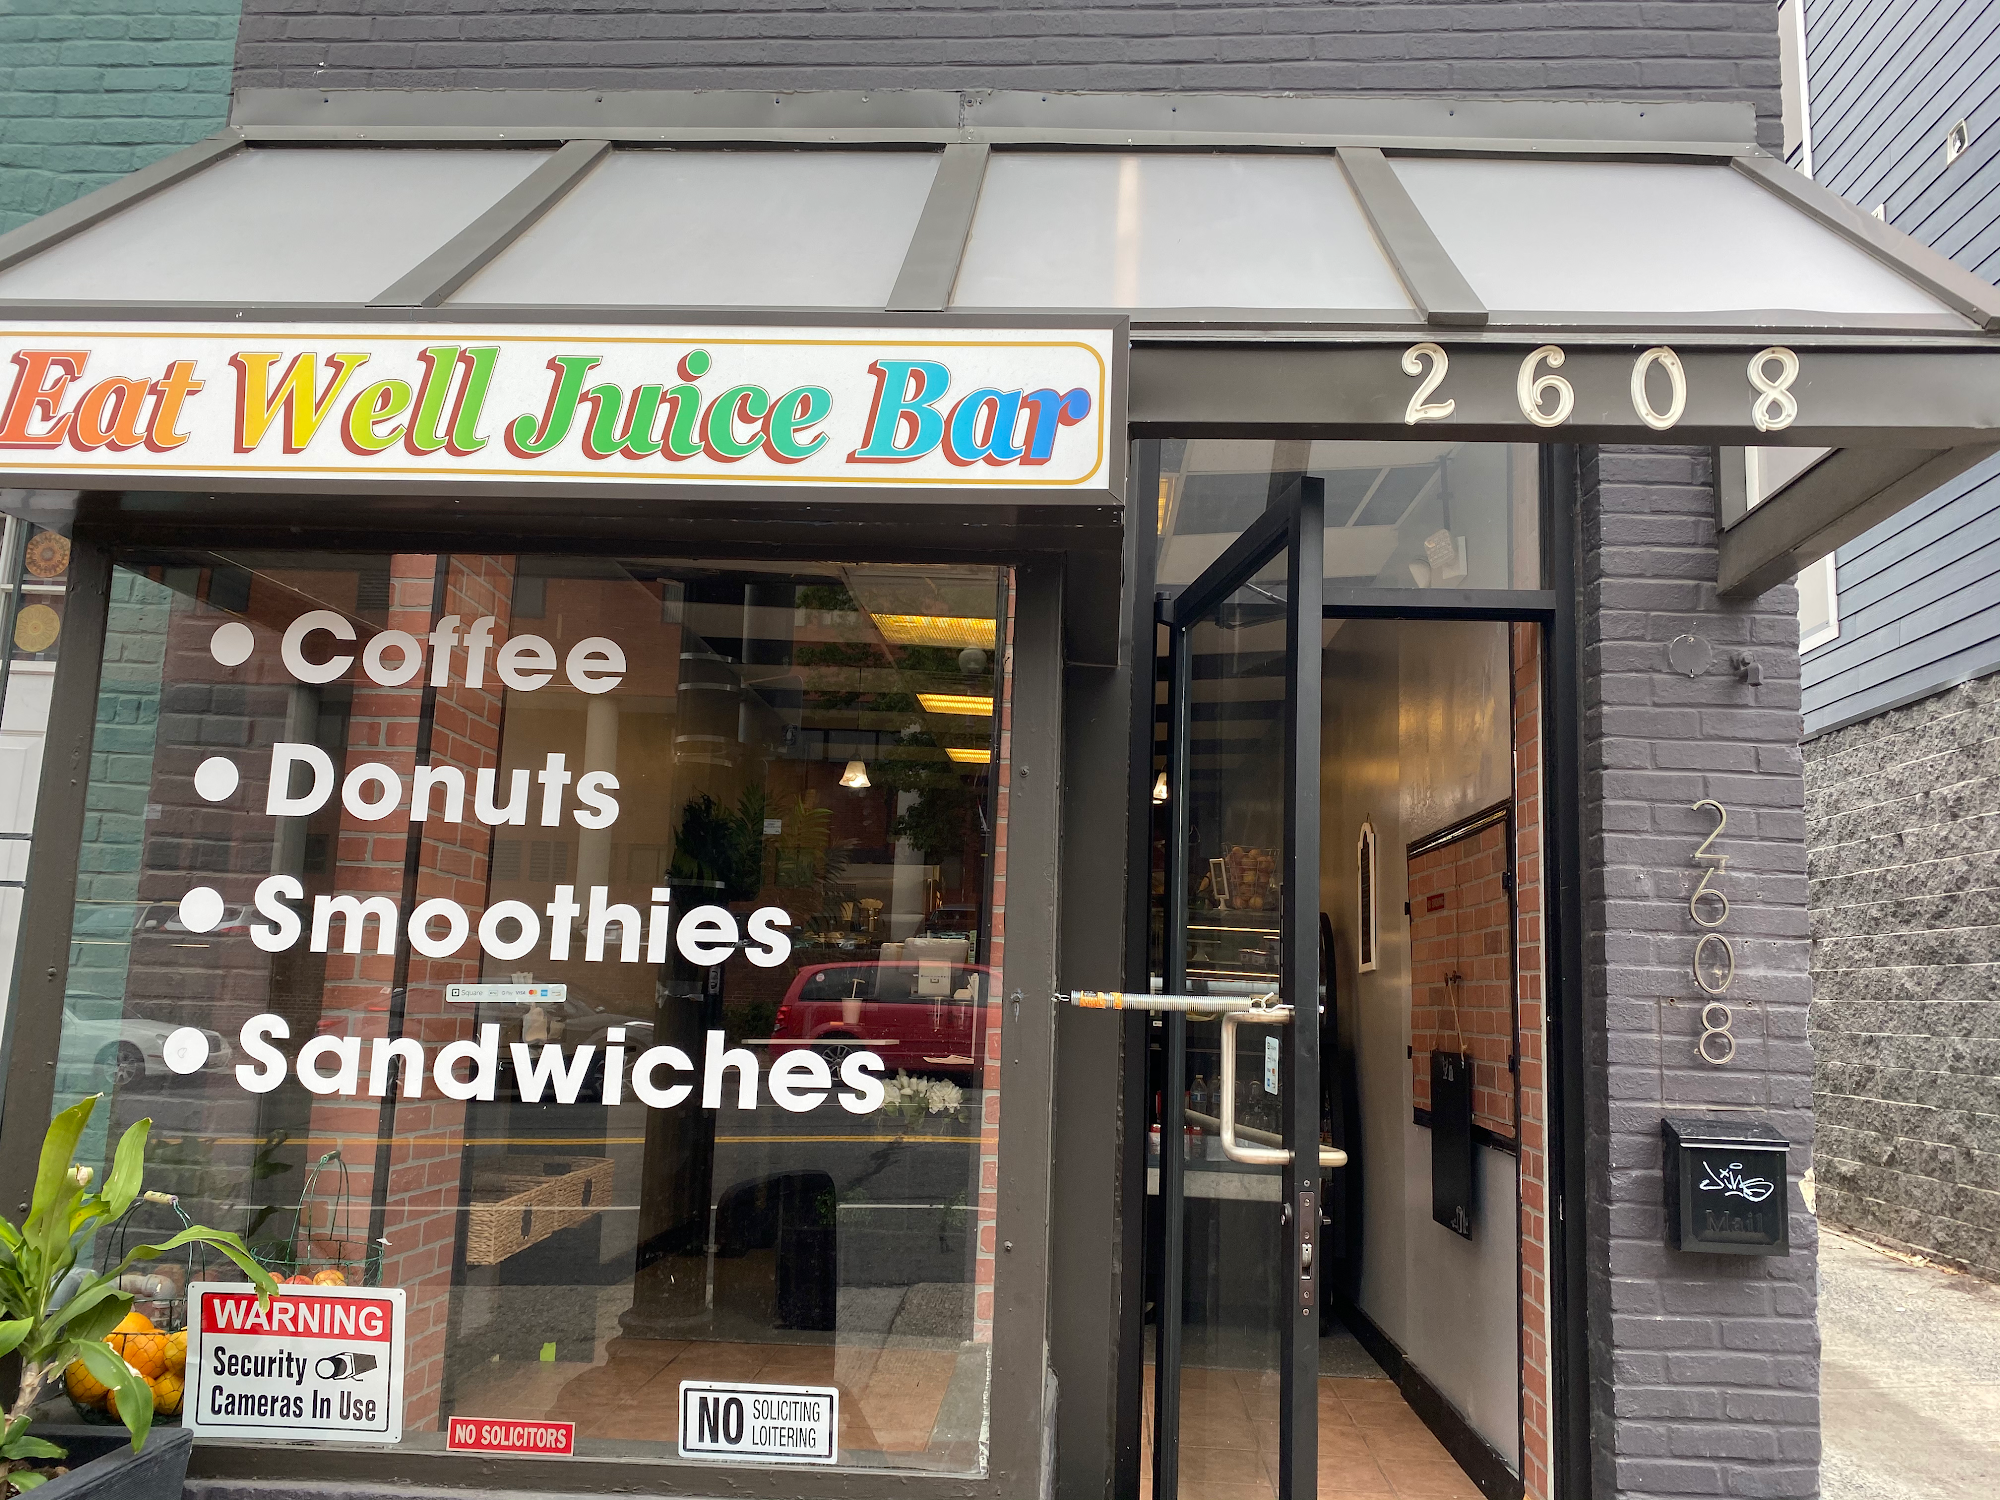 Eat Well Juice Bar
2608
• Coffee
• Donuts
• Smoothies
Square
• Sandwiches
2608
Mail
WARNING
Security
Cameras In Use
NO SOLICITORS
NO SOLICITING
LOITERING